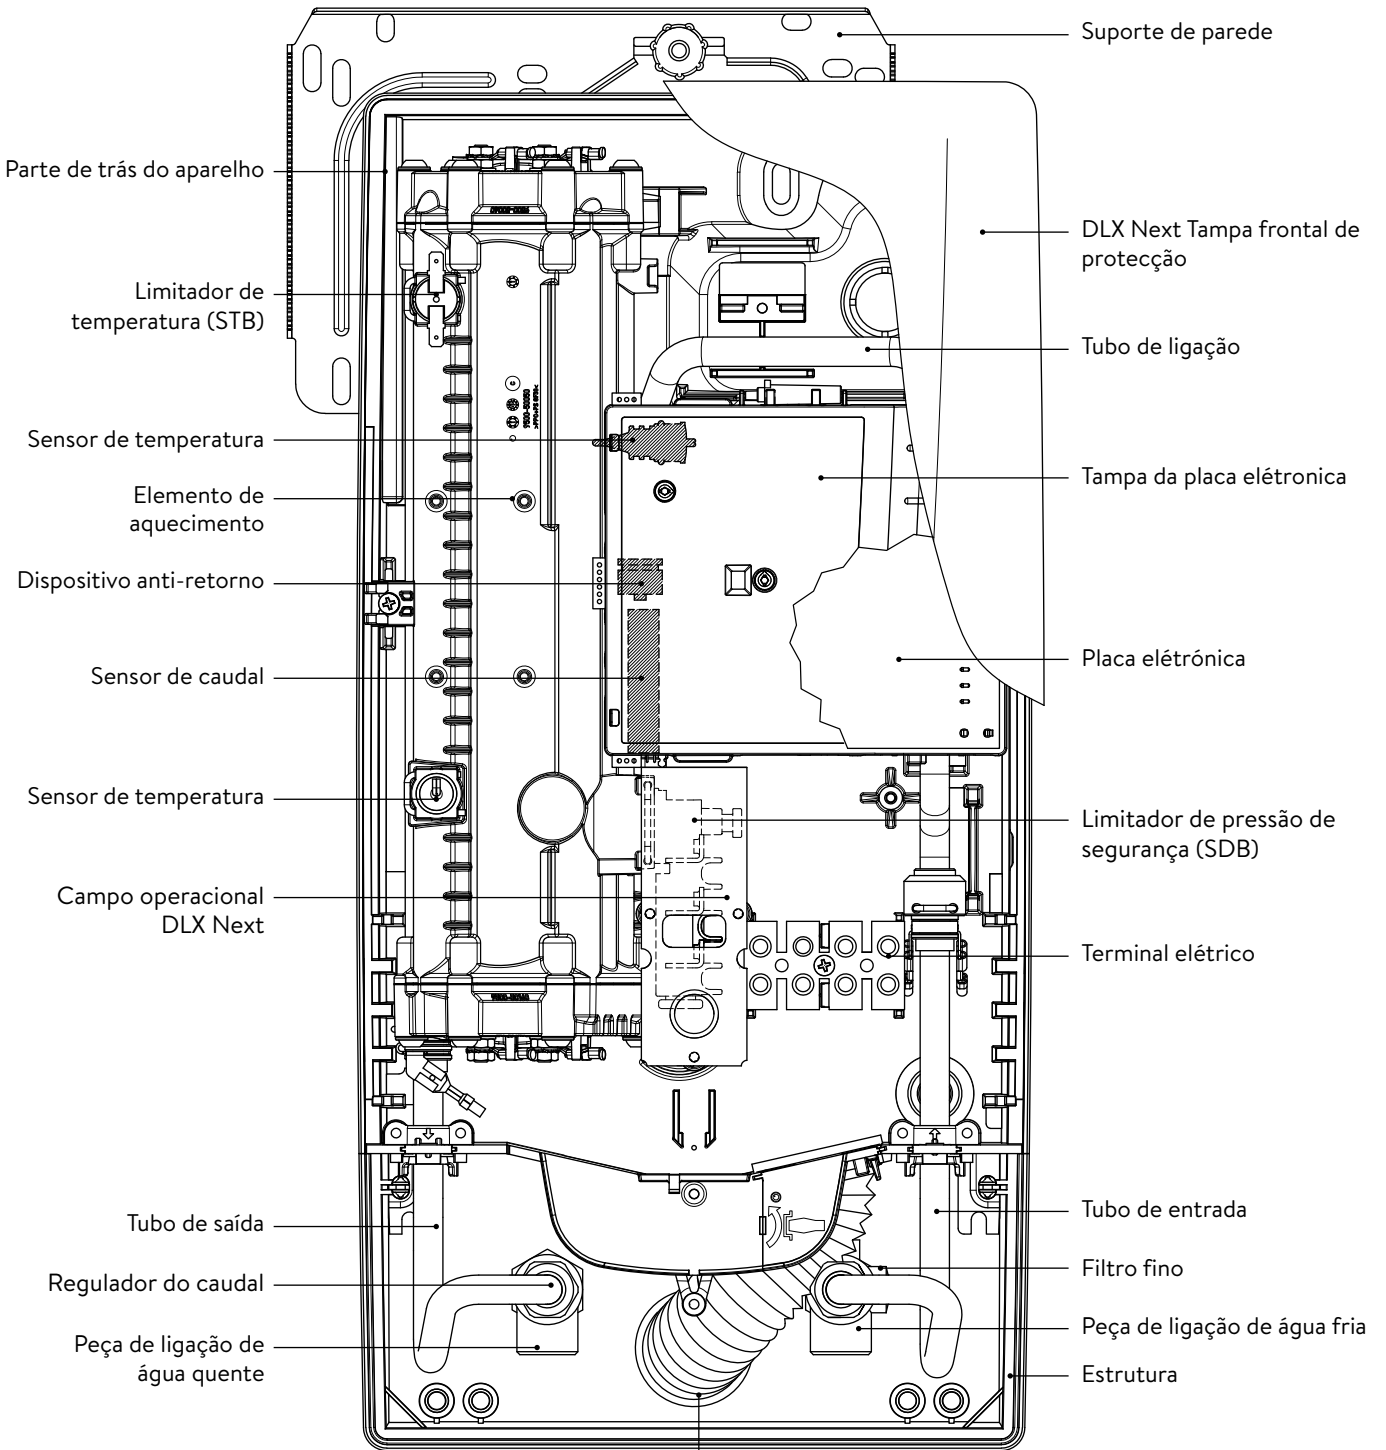 Suporte de parede
Parte de trás do aparelho
DLX Next Tampa frontal de
protecção
Limitador de
temperatura (STB)
Tubo de ligação
Sensor de temperatura
Tampa da placa elétronica
Elemento de
aquecimento
Dispositivo anti-retorno
Placa elétrónica
Sensor de caudal
Sensor de temperatura
Limitador de pressão de
segurança (SDB)
Campo operacional
DLX Next
Terminal elétrico
Tubo de saída
Tubo de entrada
Regulador do caudal
Filtro fino
Peça de ligação de
água quente
Peça de ligação de água fria
Estrutura